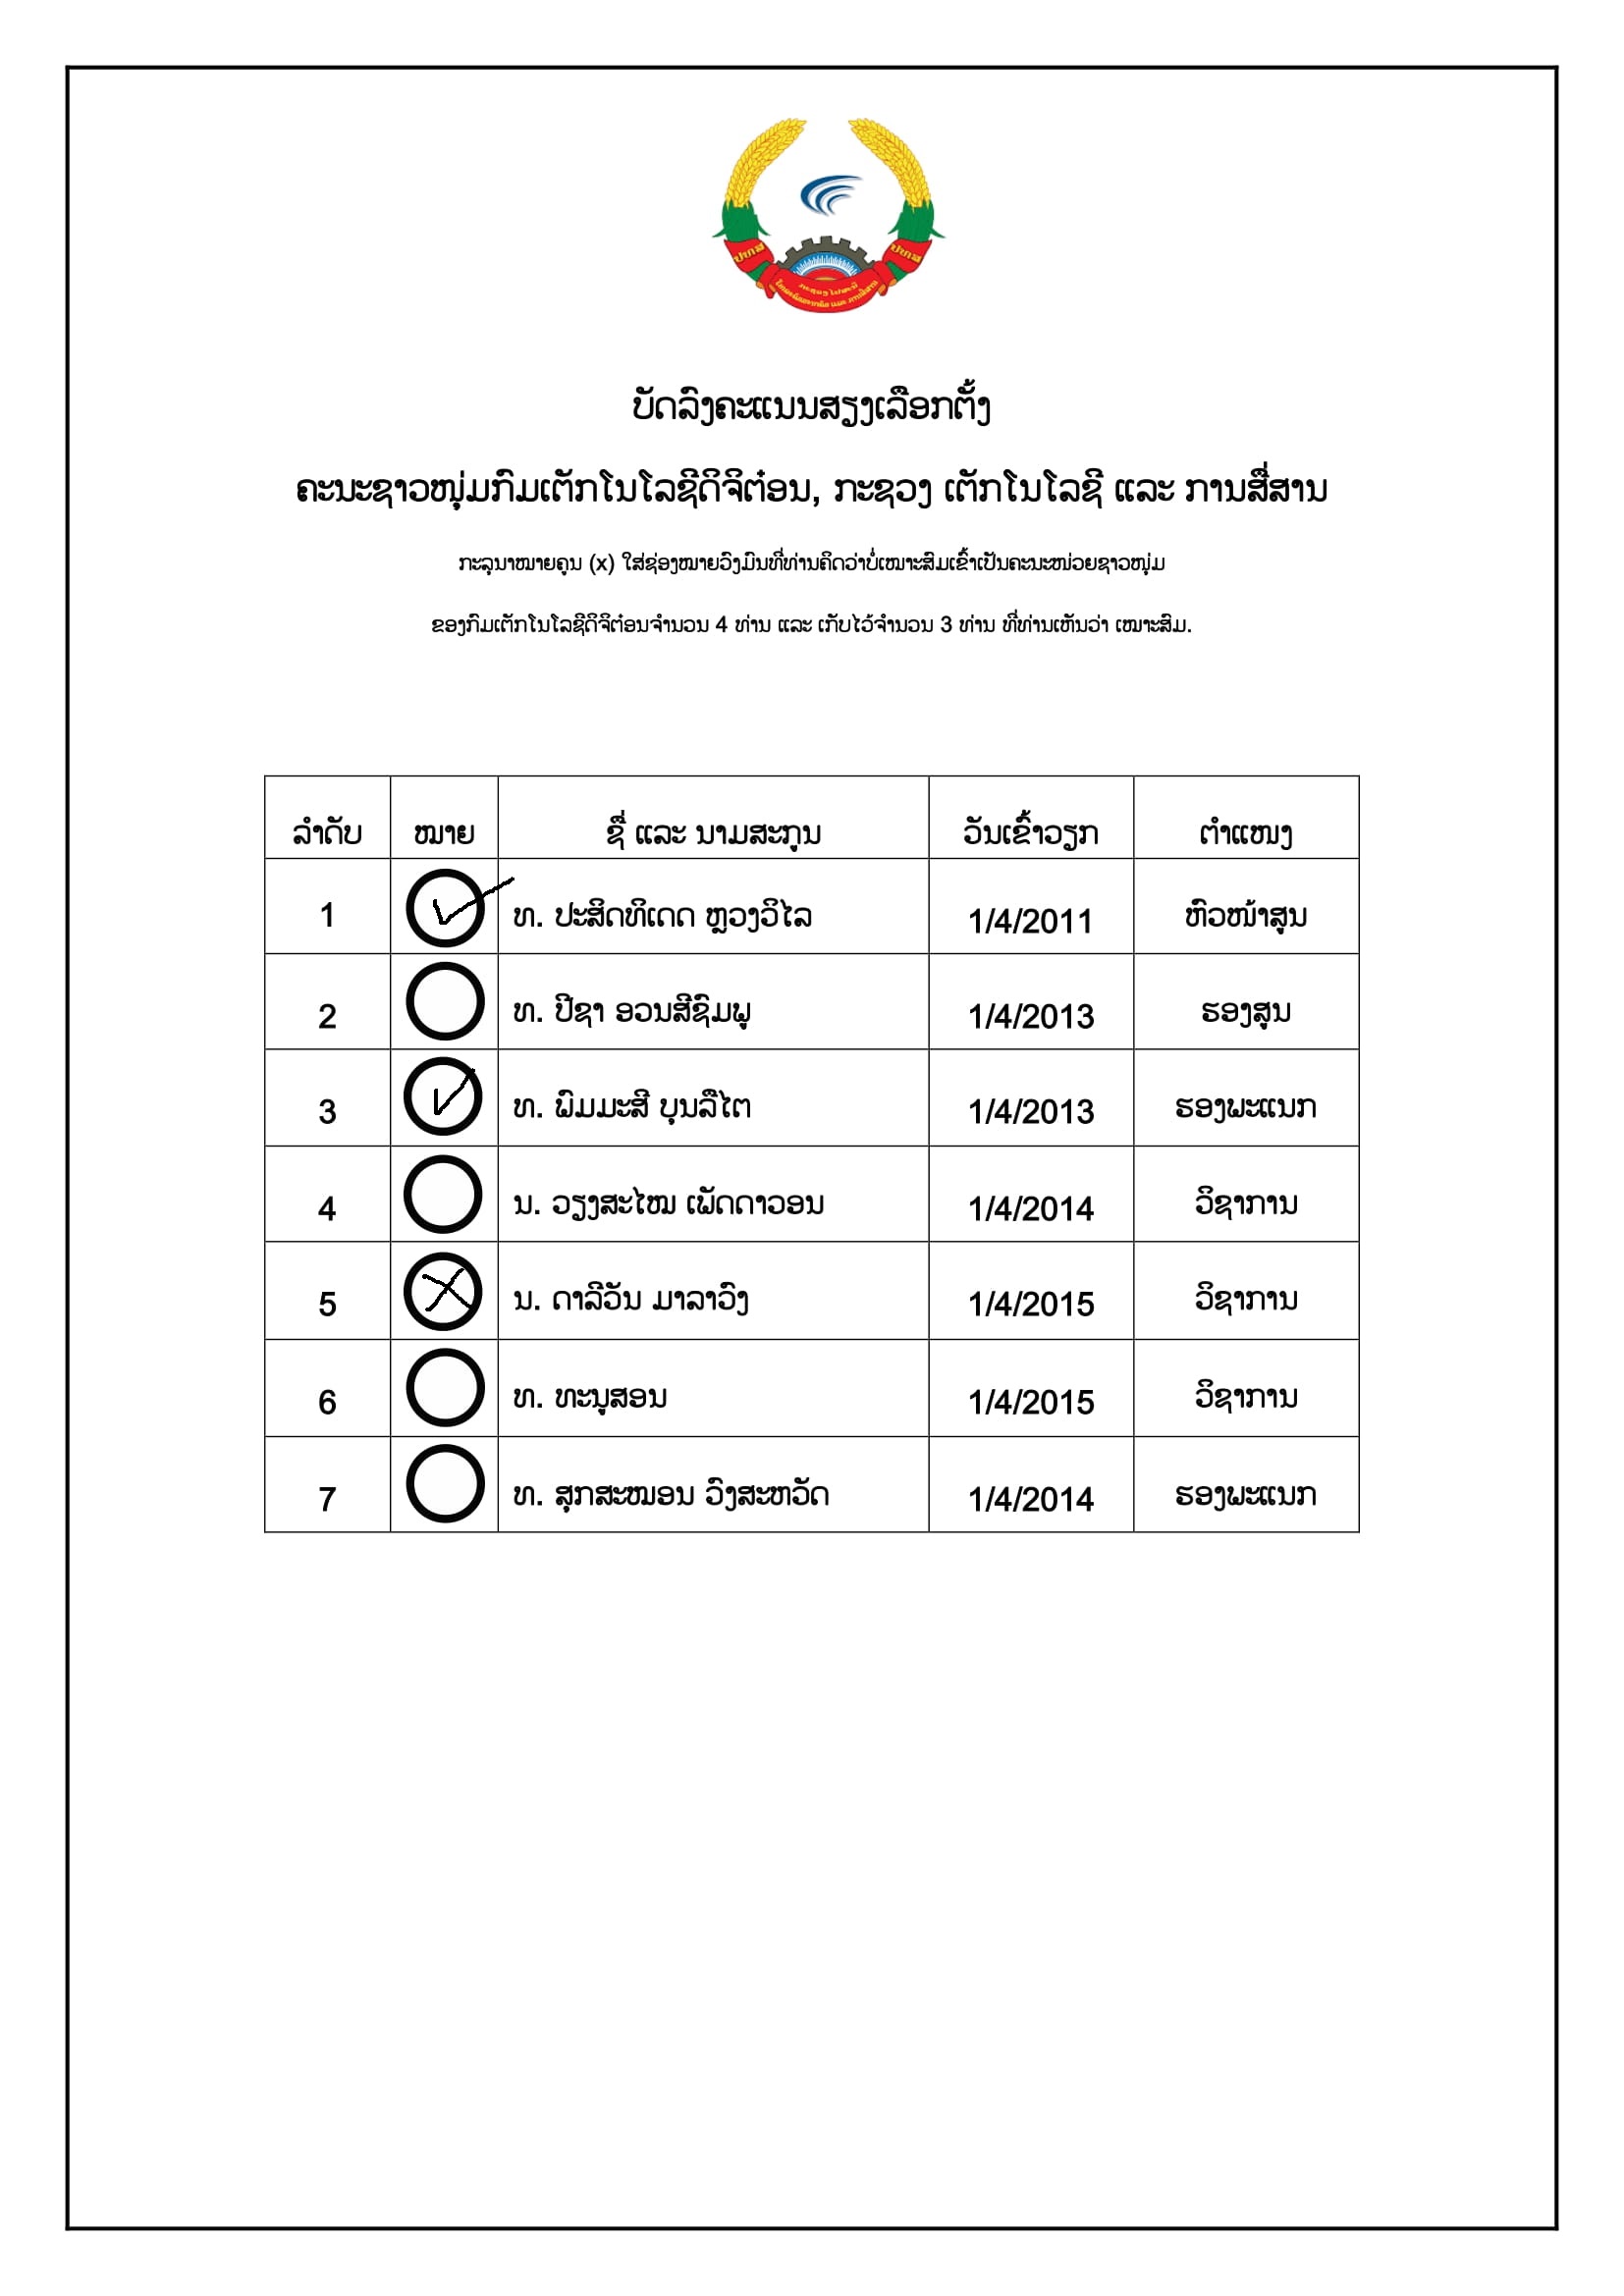 ປທສ ປທສ
ບັດລົງຄະແນນສຽງເລືອກຕັ້ງ
ຄະນະຊາວໜຸ່ມກົມເຕັກໂນໂລຊີດິຈິຕ໋ອນ, ກະຊວງ ເຕັກໂນໂລຊີ ແລະ ການສື່ສານ
ກະລຸນາໝາຍຄູນ (x) ໃສ່ຊ່ອງໝາຍວົງມົນທີ່ທ່ານຄິດວ່າບໍ່ເໝາະສົມເຂົ້າເປັນຄະນະໜ່ວຍຊາວໜຸ່ມ
ຂອງກົມເຕັກໂນໂລຊີດິຈິຕ໋ອນຈຳນວນ 4 ທ່ານ ແລະ ເກັບໄວ້ຈຳນວນ 3 ທ່ານ ທີ່ທ່ານເຫັນວ່າ ເໝາະສົມ.
ລຳດັບ ໝາຍ ຊື່ ແລະ ນາມສະກູນ ວັນເຂົ້າວຽກ ຕຳແໜງ
1 ທ. ປະສິດທິເດດ ຫຼວງວິໄລ 1/4/2011 ຫົວໜ້າສູນ
2 ທ. ປີຊາ ອວນສີຊົມພູ 1/4/2013 ຮອງສູນ
3 ທ. ພົມມະສີ ບຸນລືໄຕ 1/4/2013 ຮອງພະແນກ
4 ນ. ວຽງສະໄໝ ເພັດດາວອນ 1/4/2014 ວິຊາການ
5 ນ. ດາລີວັນ ມາລາວົງ 1/4/2015 ວິຊາການ
6 ທ. ທະນູສອນ 1/4/2015 ວິຊາການ
7 ທ. ສຸກສະໝອນ ວົງສະຫວັດ 1/4/2014 ຮອງພະແນກ